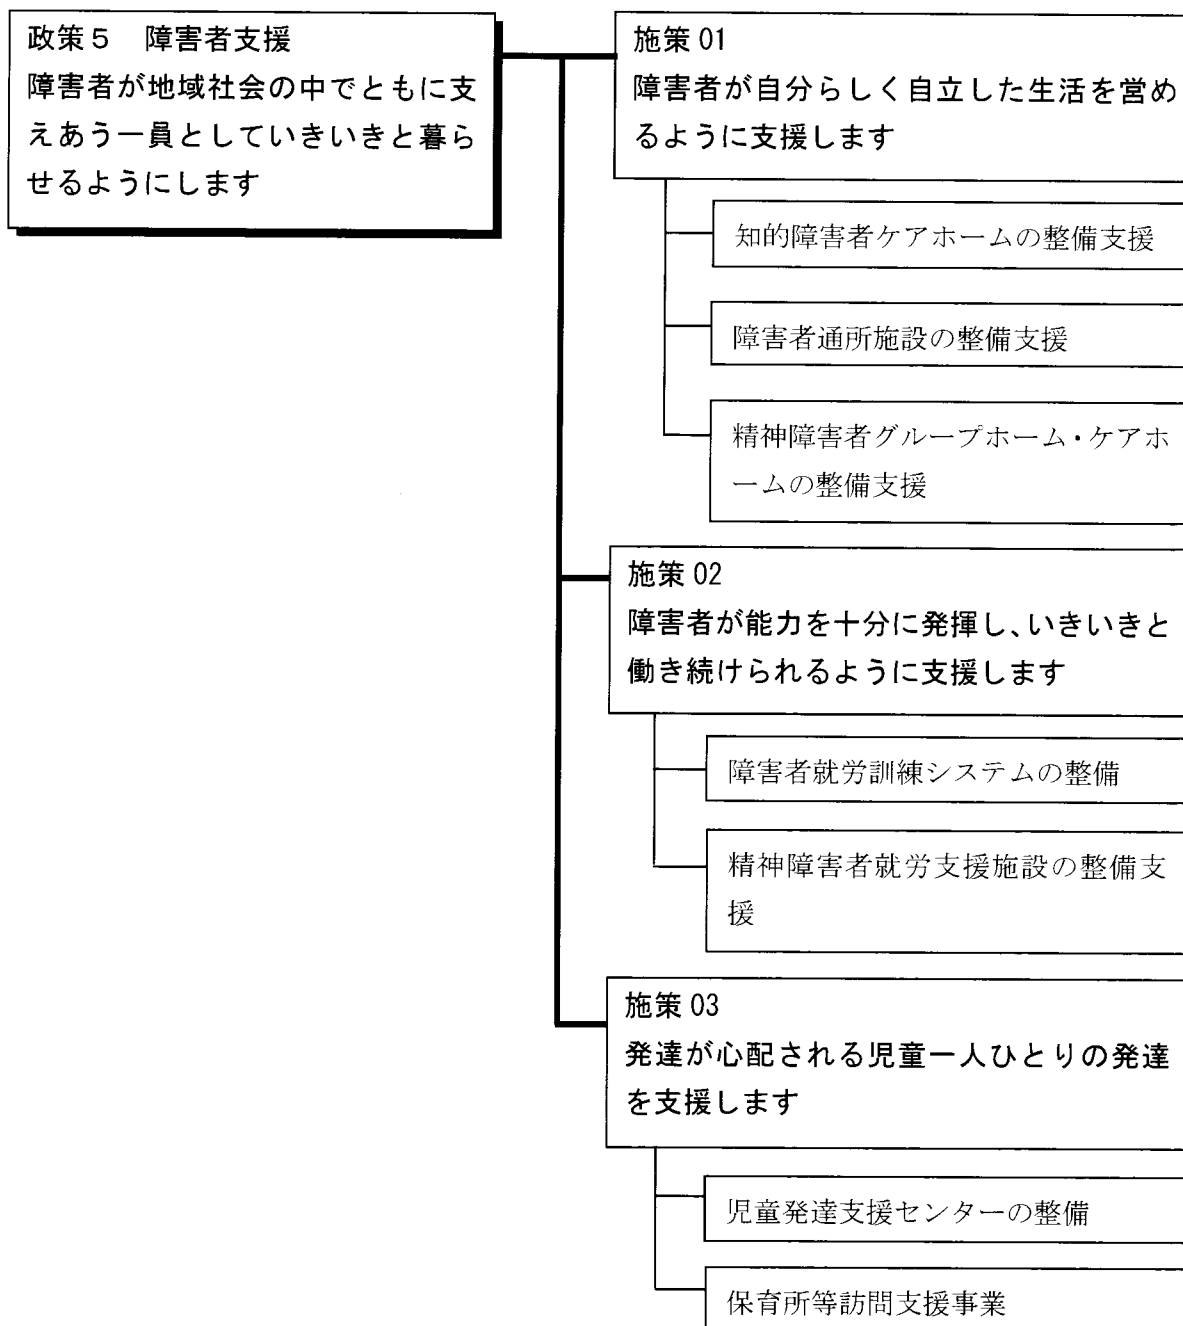 政策５　障害者支援
障害者が地域社会の中でともに支
えあう一員としていきいきと暮ら
せるようにします
施策 01
障害者が自分らしく自立した生活を営め
るように支援します
知的障害者ケアホームの整備支援
障害者通所施設の整備支援
精神障害者グループホーム・ケアホ
ームの整備支援
施策 02
障害者が能力を十分に発揮し、いきいきと
働き続けられるように支援します
障害者就労訓練システムの整備
精神障害者就労支援施設の整備支
援
施策 03
発達が心配される児童一人ひとりの発達
を支援します
児童発達支援センターの整備
保育所等訪問支援事業